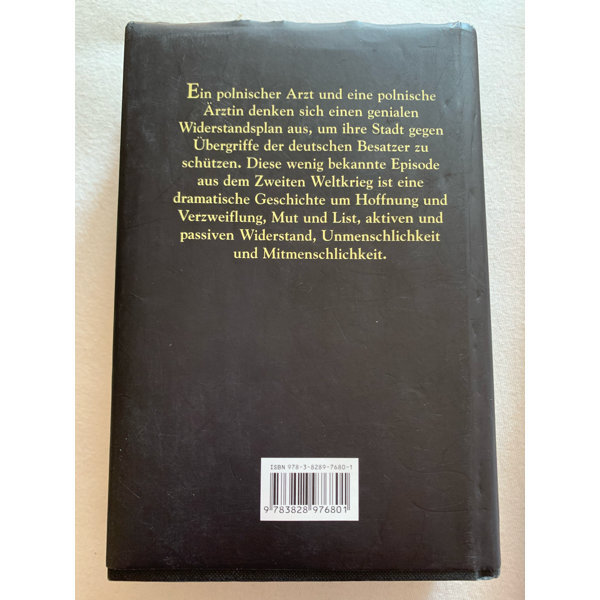 Ein polnischer Arzt und eine polnische
Ärztin denken sich einen genialen
Widerstandsplan aus, um ihre Stadt gegen
Übergriffe der deutschen Besatzer zu
schützen. Diese wenig bekannte Episode
aus dem Zweiten Weltkrieg ist eine
dramatische Geschichte um Hoffnung und
Verzweiflung, Mut und List, aktiven und
passiven Widerstand, Unmenschlichkeit
und Mitmenschlichkeit.
ISBN 978-3-8289-7680-1
9 783828 976801